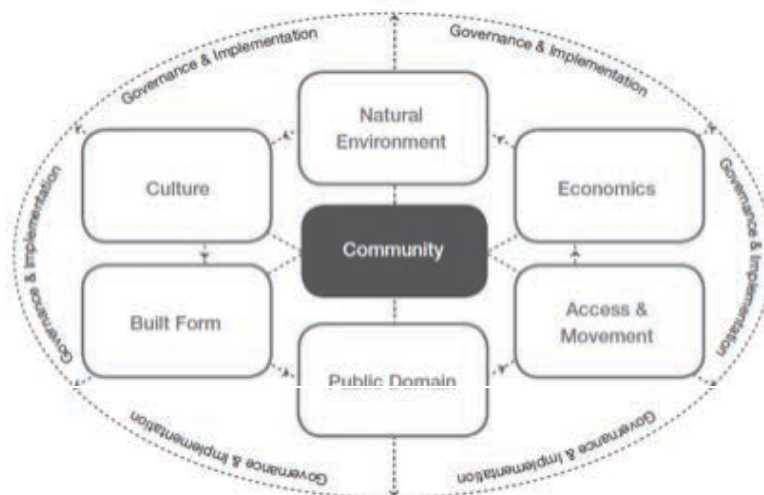 Governance & Implementation
Governance & Implementation
Natural
Environment
Culture
Economics
Governance & Implementation
Governance & Implementation
Community
Built Form
Access &
Movement
Public Domain
Governance & Implementation
Governance & Implementation